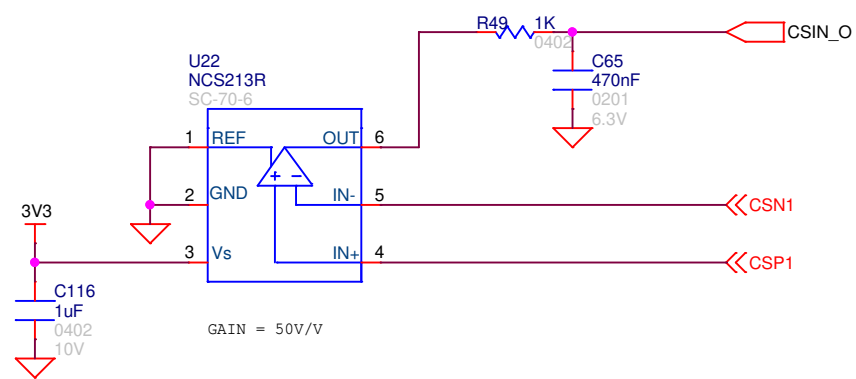 R49
1K
0402
CSIN_O
C65
470nF
0201
6.3V
U22
NCS213R
SC-70-6
1
REF
OUT
6
2
GND
IN-
5
CSN1
3V3
3
Vs
IN+
4
CSP1
C116
1uF
0402
10V
GAIN = 50V/V